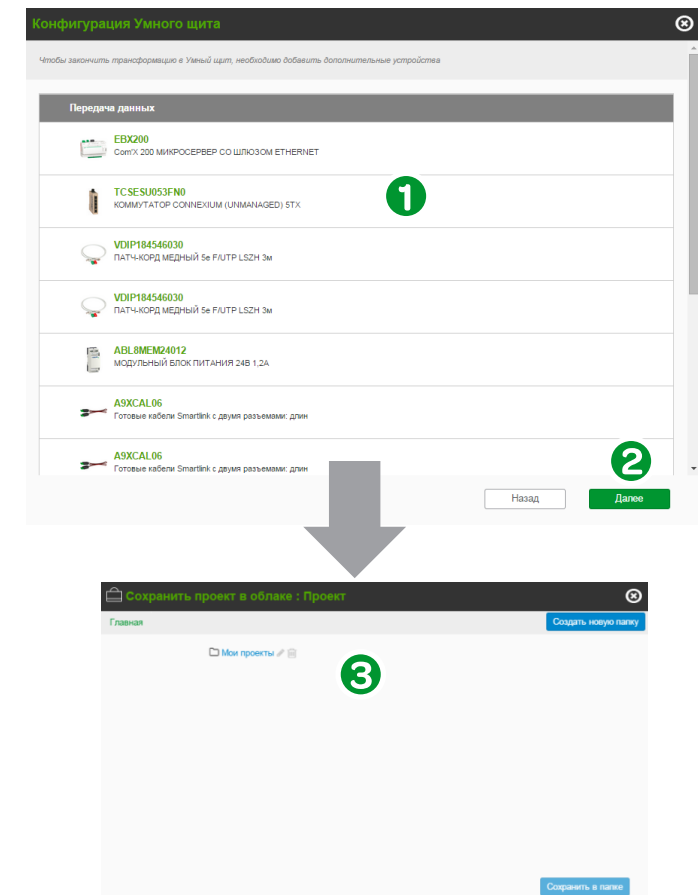 Конфигурация Умного щита
Чтобы закончить трансформацию в Умный щит, необходимо добавить дополнительные устройства
Передача данных
EBX200
Com'X 200 МИКРОСЕРВЕР СО ШЛЮЗОМ ETHERNET
TCSESU053FN0
КОММУТАТОР CONNEXIUM (UNMANAGED) 5TX
1
VDIP184546030
ПАТЧ-КОРД МЕДНЫЙ 5e F/UTP LSZH 3м
VDIP184546030
ПАТЧ-КОРД МЕДНЫЙ 5e F/UTP LSZH 3м
ABL8MEM24012
МОДУЛЬНЫЙ БЛОК ПИТАНИЯ 24В 1,2А
A9XCAL06
Готовые кабели Smartlink с двумя разъемами: длин
A9XCAL06
Готовые кабели Smartlink с двумя разъемами: длин
2
Назад
Далее
Сохранить проект в облаке : Проект
Главная
Создать новую папку
Мои проекты
3
Сохранить в папке